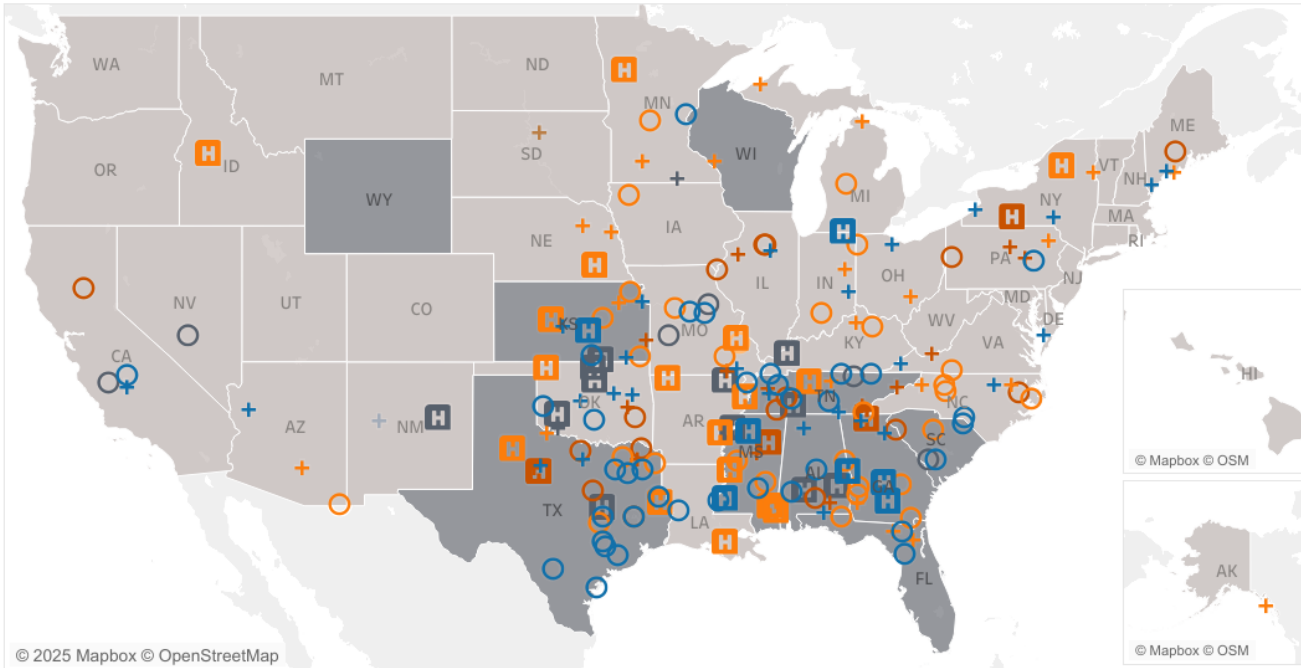 WA
MT
ND
MN
ME
OR
ID
SD
WI
VT
NH
WY
MI
NY
MA
RI
NE
IA
PA
NJ
NV
UT
CO
IL
IN
OH
MD
DE
KS
MO
WV
VA
CA
KY
AZ
NM
OK
AR
TN
NC
SC
MS
AL
TX
LA
FL
HI
© Mapbox © OSM
AK
© Mapbox © OSM
© 2025 Mapbox © OpenStreetMap